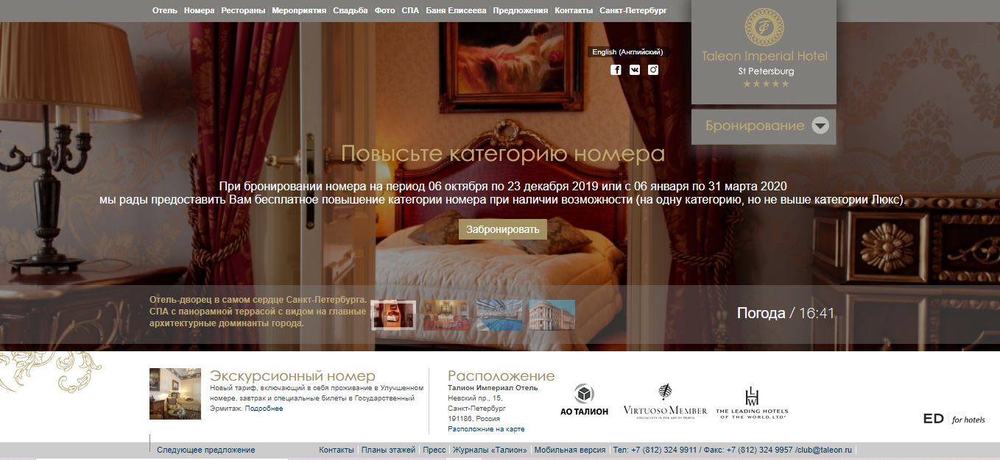 Отель Номера Рестораны Мероприятия Свадьба Фото СПА Баня Елисеева Предложения Контакты Санкт-Петербург
English (Английский)
Taleon Imperial Hotel
St Petersburg
Бронирование
Повысьте категорию номера
При бронировании номера на период 06 октября по 23 декабря 2019 или с 06 января по 31 марта 2020
мы рады предоставить Вам бесплатное повышение категории номера при наличии возможности (на одну категорию, но не выше категории Люкс).
Забронировать
Отель-дворец в самом сердце Санкт-Петербурга.
СПА с панорамной террасой с видом на главные
архитектурные доминанты города.
Погода / 16:41
Экскурсионный номер
Новый тариф, включающий в себя проживание в Улучшенном
номере, завтрак и специальные билеты в Государственный
Эрмитаж. Подробнее
Расположение
Талион Империал Отель
Невский пр., 15,
Санкт-Петербург
191186, Россия
Расположние на карте
АО ТАЛИОН
VIRTUOSO MEMBER
SPECIALISTS IN THE ART OF TRAVEL
LHW
THE LEADING HOTELS
OF THE WORLD, LTD.
ED for hotels
Следующее предложение
Контакты Планы этажей Пресс Журналы «Талион» Мобильная версия Тел: +7 (812) 324 9911 / Факс: +7 (812) 324 9957 /club@taleon.ru